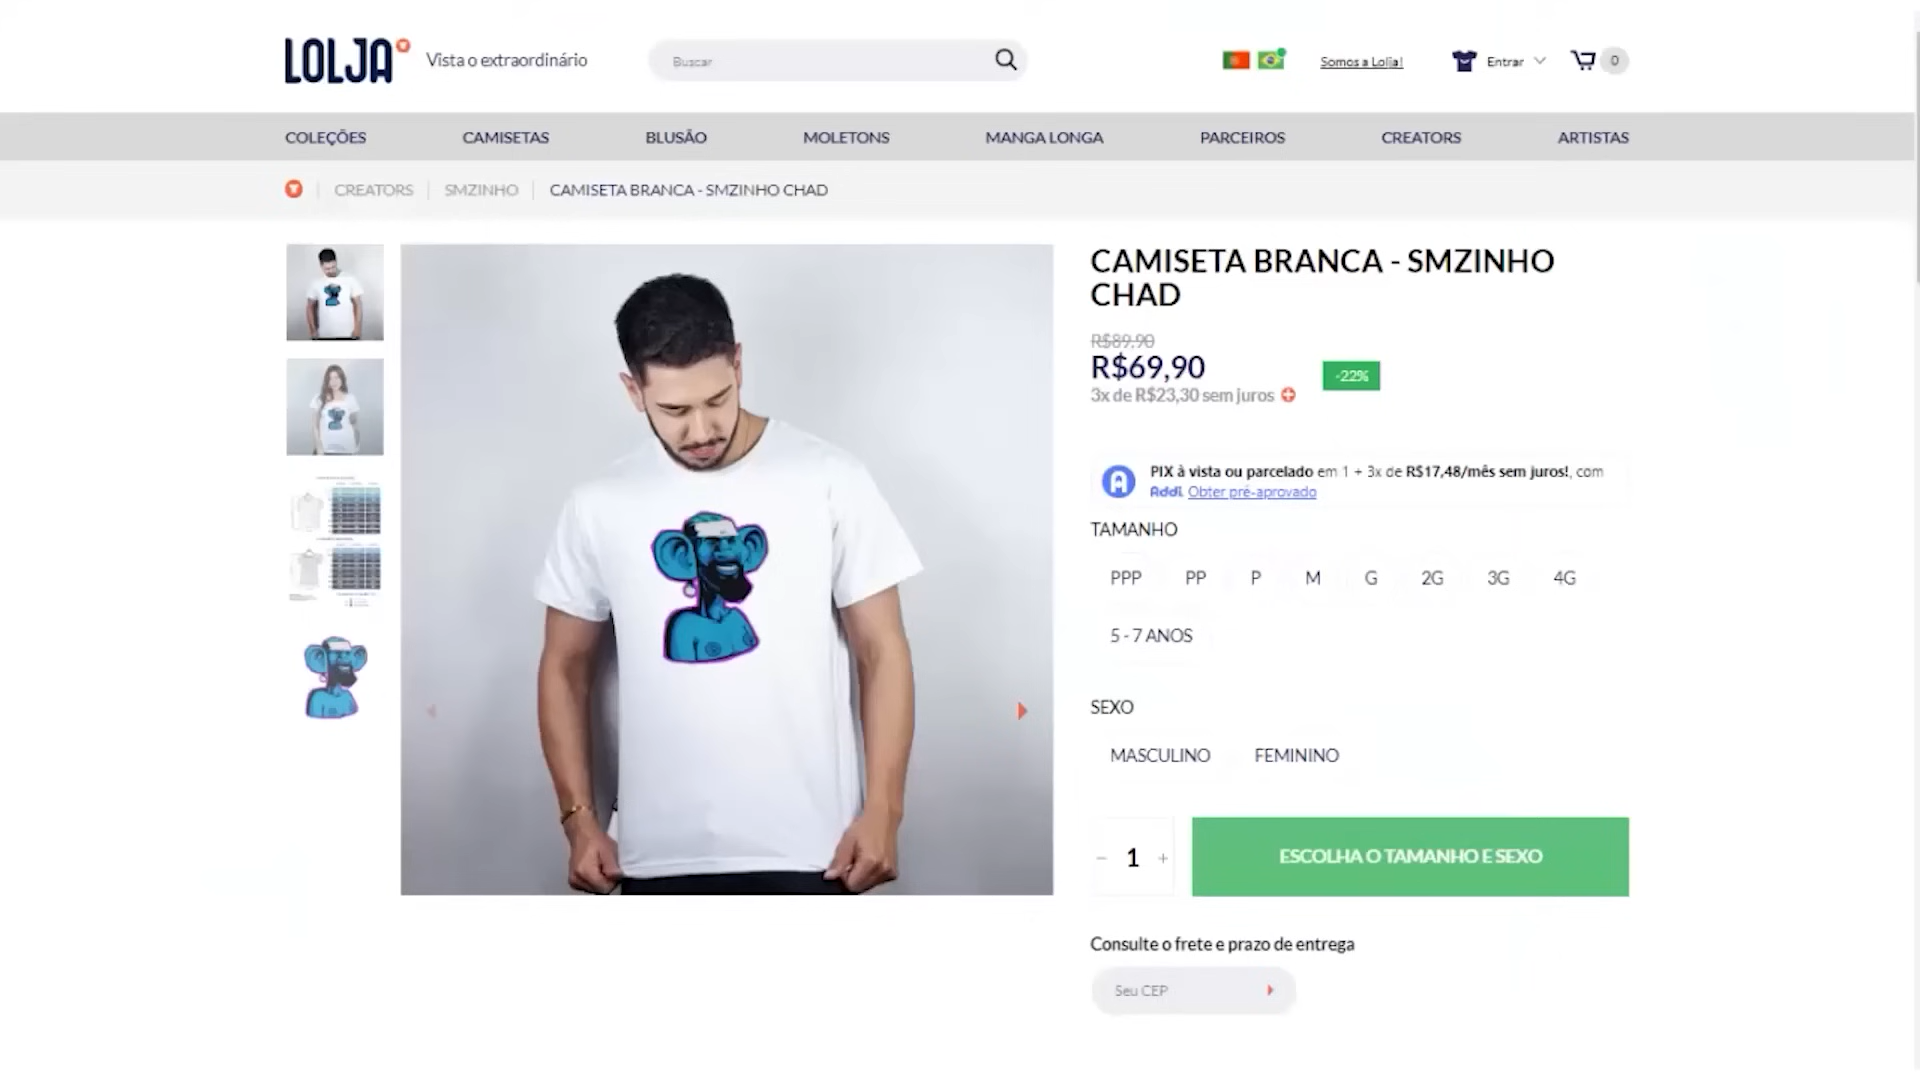 LOLJA
Vista o extraordinário
Buscar
Somos a Lolja!
Entrar
0
COLEÇÕES
CAMISETAS
BLUSÃO
MOLETONS
MANGA LONGA
PARCEIROS
CREATORS
ARTISTAS
CREATORS
SMZINHO
CAMISETA BRANCA - SMZINHO CHAD
CAMISETA BRANCA - SMZINHO
CHAD
R$89,90
R$69,90
-22%
3x de R$23,30 sem juros
PIX à vista ou parcelado em 1 + 3x de R$17,48/mês sem juros!, com
Addi. Obter pré-aprovado
TAMANHO
PPP
PP
P
M
G
2G
3G
4G
5 - 7 ANOS
SEXO
MASCULINO
FEMININO
- 1 +
ESCOLHA O TAMANHO E SEXO
Consulte o frete e prazo de entrega
Seu CEP